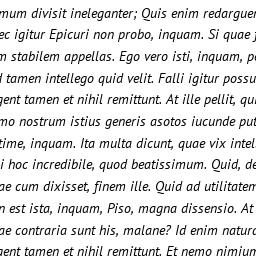 mum divisit ineleganter; Quis enim redarguer
ec igitur Epicuri non probo, inquam. Si quae
m stabilem appellas. Ego vero isti, inquam, p
d tamen intellego quid velit. Falli igitur possu
gent tamen et nihil remittunt. At ille pellit, qu
mo nostrum istius generis asotos iucunde put
time, inquam. Ita multa dicunt, quae vix intel
i hoc incredibile, quod beatissimum. Quid, de
ae cum dixisset, finem ille. Quid ad utilitatem
n est ista, inquam, Piso, magna dissensio. At
ae contraria sunt his, malane? Id enim natura
gent tamen et nihil remittunt. Et nemo nimium